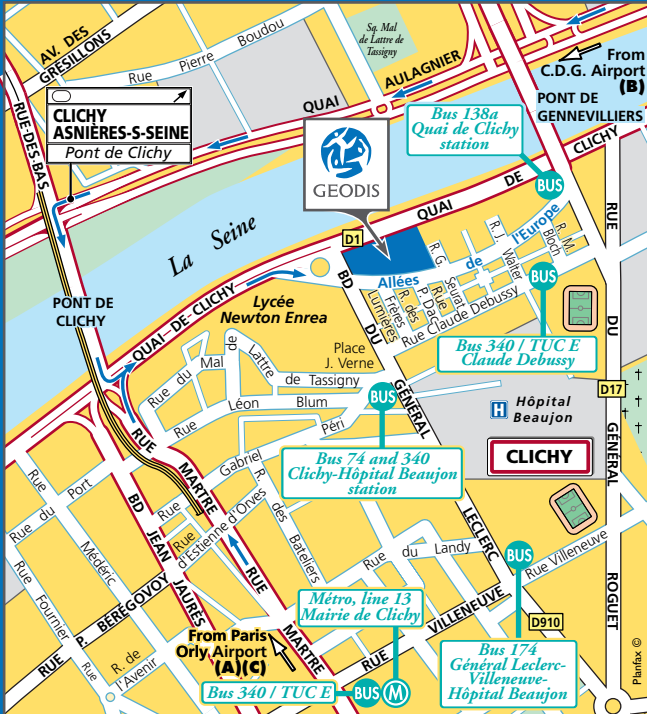 AV. DES
GRÉSILLONS
Rue Pierre Boudou
Sq. Mal
de Lattre de
Tassigny
QUAI AULAGNIER
From
C.D.G. Airport
(B)
PONT DE
GENNEVILLIERS
CLICHY
ASNIÈRES-S-SEINE
Pont de Clichy
RUE-DES-BAS
GEODIS
Bus 138a
Quai de Clichy
station
BUS
QUAI DE CLICHY
La Seine
D1
Allées de l'Europe
R. G. Seurat
R. J. Walter
R. M. Bloch
BUS
RUE DU GÉNÉRAL ROGUET
PONT DE
CLICHY
QUAI-DE-CLICHY
Lycée
Newton Enrea
BD DU GÉNÉRAL LECLERC
R. des Frères Lumières
Rue P. Dac
Rue Claude Debussy
Bus 340 / TUC E
Claude Debussy
Place
J. Verne
Rue du Mal de Lattre de Tassigny
Rue Léon Blum
BUS
D17
H
Hôpital
Beaujon
CLICHY
Bus 74 and 340
Clichy-Hôpital Beaujon
station
Rue Gabriel Péri
RUE MARTRE
Rue du Port
Rue Médéric
Rue Fournier
BD JEAN JAURÈS
Rue d'Estienne d'Orves
R. des Bateliers
Rue du Landy
BUS
Rue Villeneuve
RUE P. BÉRÉGOVOY
R. de l'Avenir
RUE MARTRE
Métro, line 13
Mairie de Clichy
RUE VILLENEUVE
D910
From Paris
Orly Airport
(A)(C)
Bus 340 / TUC E
BUS
M
Bus 174
Général Leclerc-
Villeneuve-
Hôpital Beaujon
Planfax ©